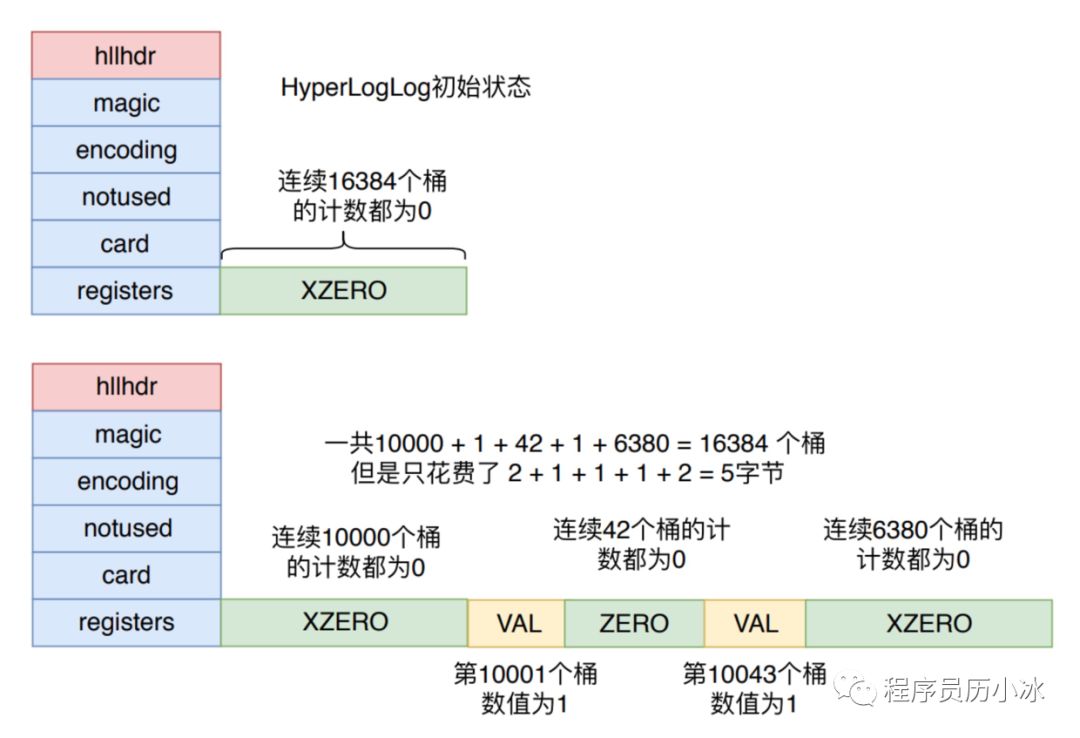 hllhdr
magic
encoding
notused
card
registers
HyperLogLog初始状态
连续16384个桶
的计数都为0
XZERO
hllhdr
magic
encoding
notused
card
registers
一共10000 + 1 + 42 + 1 + 6380 = 16384 个桶
但是只花费了 2 + 1 + 1 + 1 + 2 = 5字节
连续10000个桶
的计数都为0
连续42个桶的计
数都为0
连续6380个桶的
计数都为0
XZERO
VAL
ZERO
VAL
XZERO
第10001个桶
数值为1
第10043个桶
数值为1
程序员历小冰